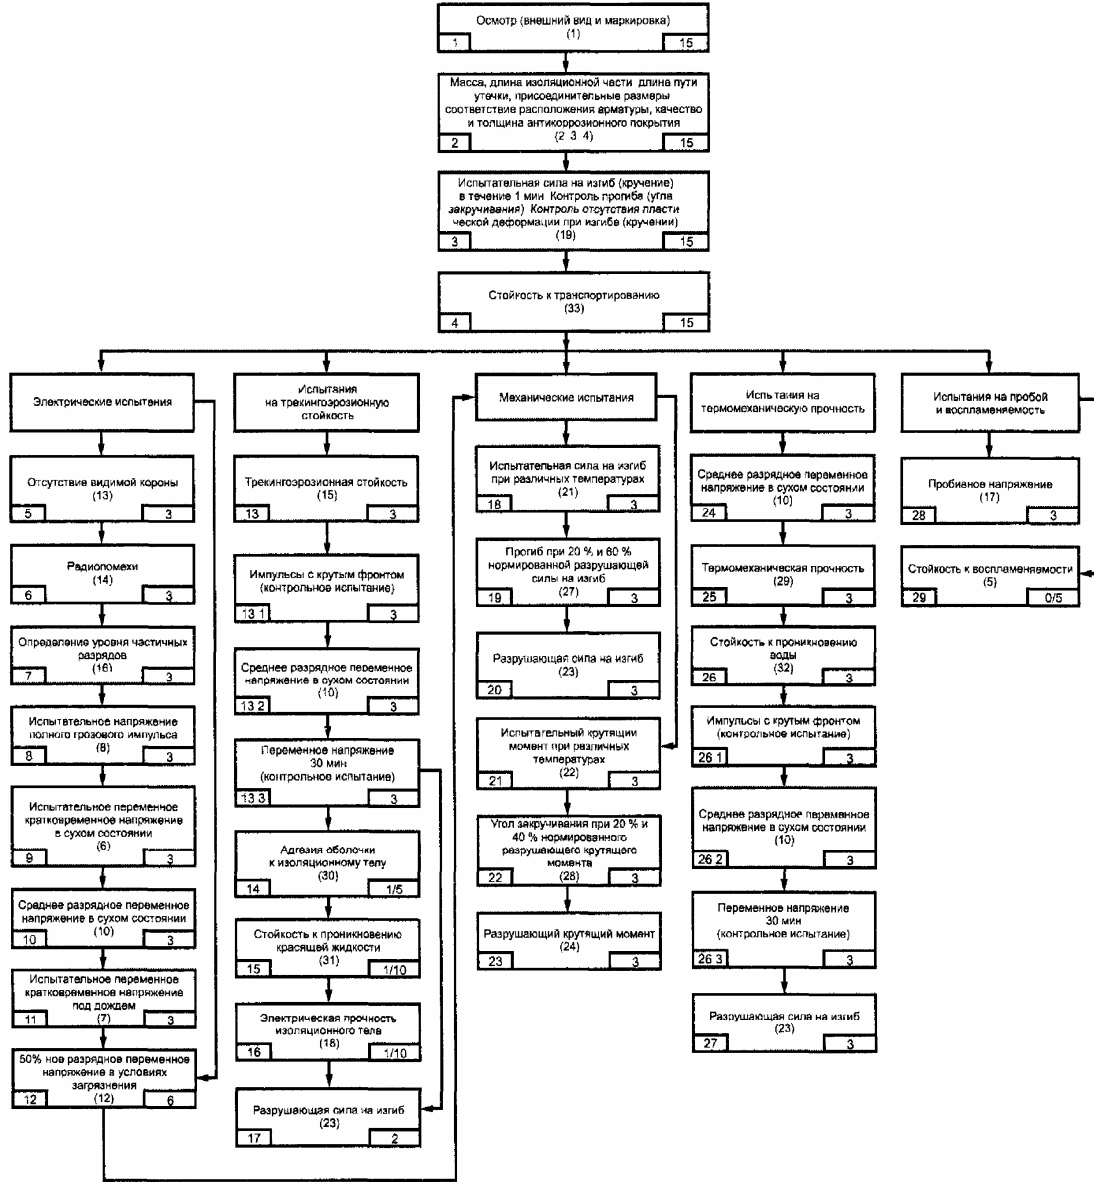 Осмотр (внешний вид и маркировка)
(1)
1 15
Масса, длина изоляционной части длина пути
утечки, присоединительные размеры
соответствие расположения арматуры, качество
и толщина антикоррозионного покрытия
(2 3 4)
2 15
Испытательная сила на изгиб (кручение)
в течение 1 мин Контроль прогиба (угла
закручивания) Контроль отсутствия пласти
ческой деформации при изгибе (кручении)
(19)
3 15
Стойкость к транспортированию
(33)
4 15
Электрические испытения
Отсутствие видимой короны
(13)
5 3
Радиопомехи
(14)
6 3
Определение уровня частичных
разрядов
(16)
7 3
Испытательное напряжение
полного грозового импульса
(8)
8 3
Испытательное переменное
кратковременное напряжение
в сухом состоянии
(6)
9 3
Среднее разрядное переменное
напряжение в сухом состоянии
(10)
10 3
Испытательное переменное
кратковременное напряжение
под дождем
(7)
11 3
50% ное разрядное переменное
напряжение в условиях
загрязнения
(12)
12 6
Испытания
на трекингоэрозионную
стойкость
Трекингоэрозионная стойкость
(15)
13 3
Импульсы с крутым фронтом
(контрольное испытание)
13 1 3
Среднее разрядное переменное
напряжение в сухом состоянии
(10)
13 2 3
Переменное напряжение
30 мин
(контрольное испытание)
13 3 3
Адгезия оболочки
к изоляционному телу
(30)
14 1/5
Стойкость к проникновению
красящей жидкости
(31)
15 1/10
Электрическая прочность
изоляционного тела
(18)
16 1/10
Разрушающая сила на изгиб
(23)
17 2
Механические испытания
Испытательная сила на изгиб
при различных температурах
(21)
18 3
Прогиб при 20 % и 60 %
нормированной разрушающей
силы на изгиб
(27)
19 3
Разрушающая сила на изгиб
(23)
20 3
Испытательный крутящии
момент при различных
температурах
(22)
21 3
Угол закручивания при 20 % и
40 % нормированного
разрушающего крутящего
момента
(28)
22 3
Разрушающий крутящий момент
(24)
23 3
Испытания на
термомеханическую прочность
Среднее разрядное переменное
напряжение в сухом состоянии
(10)
24 3
Термомеханическая прочность
(29)
25 3
Стойкость к проникновению
воды
(32)
26 3
Импульсы с крутым фронтом
(контрольное испытание)
26 1 3
Среднее разрядное переменное
напряжение в сухом состоянии
(10)
26 2 3
Переменное напряжение
30 мин
(контрольное испытание)
26 3 3
Разрушающая сила на изгиб
(23)
27 3
Испытания на пробой
и воспламеняемость
Пробивное напряжение
(17)
28 3
Стойкость к воспламеняемости
(5)
29 0/5